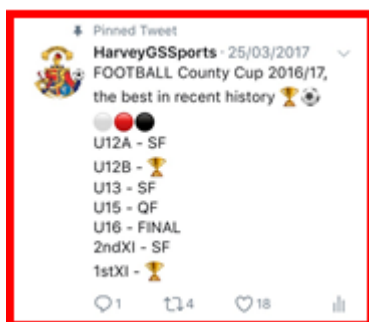 Pinned Tweet
HarveyGSSports · 25/03/2017
FOOTBALL County Cup 2016/17,
the best in recent history 🏆⚽
⚪🔴⚫
U12A - SF
U12B - 🏆
U13 - SF
U15 - QF
U16 - FINAL
2ndXI - SF
1stXI - 🏆
1 4 18